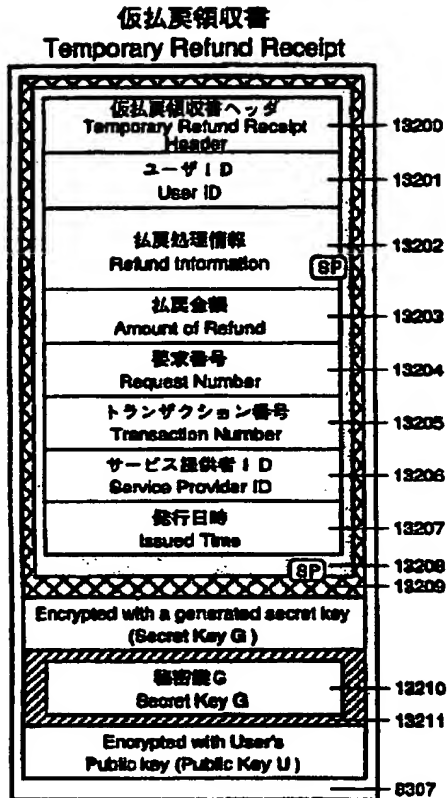 仮払戻領収書
Temporary Refund Receipt
仮払戻領収書ヘッダ
Temporary Refund Receipt
Header
13200
ユーザID
User ID
13201
払戻処理情報
Refund Information
13202
SP
払戻金額
Amount of Refund
13203
要求番号
Request Number
13204
トランザクション番号
Transaction Number
13205
サービス提供者ID
Service Provider ID
13206
発行日時
Issued Time
13207
SP
13208
13209
Encrypted with a generated secret key
(Secret Key G)
秘密鍵G
Secret Key G
13210
13211
Encrypted with User's
Public key (Public Key U)
8307